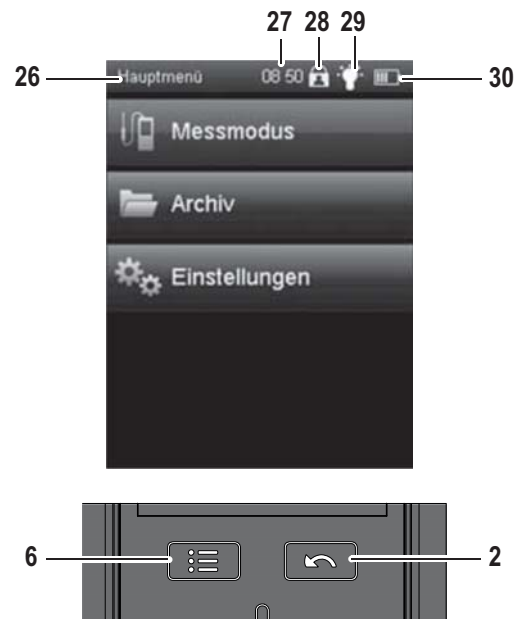 27 28 29
26 Hauptmenü 08 50 30
Messmodus
Archiv
Einstellungen
6 2